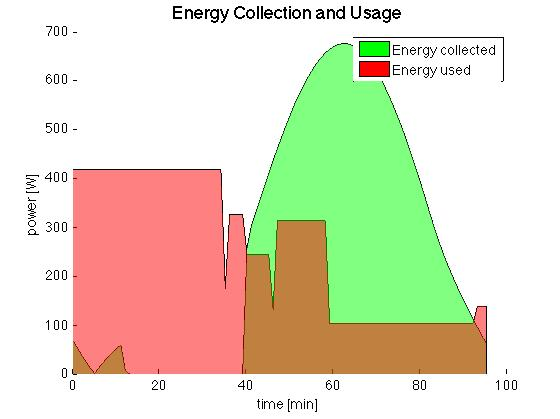 Energy Collection and Usage
700
600
500
400
300
200
100
0
power [W]
Energy collected
Energy used
0 20 40 60 80 100
time [min]